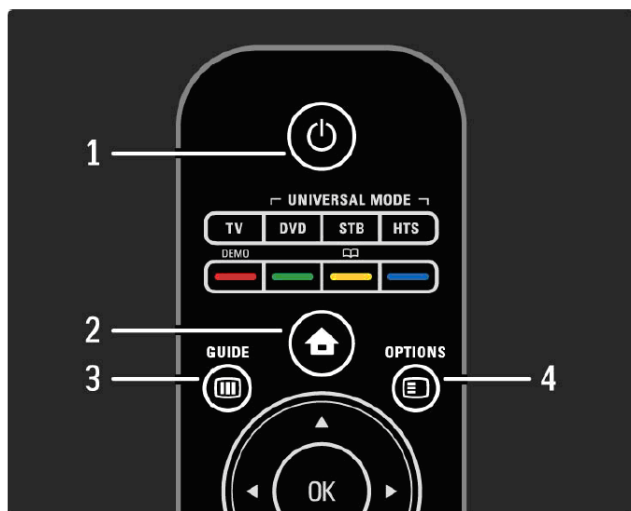 1
UNIVERSAL MODE
TV DVD STB HTS
DEMO
2
GUIDE OPTIONS
3 4
OK